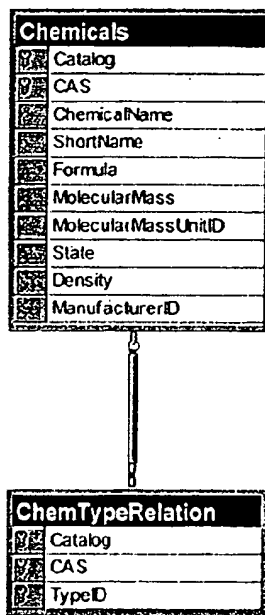 Chemicals
Catalog
CAS
ChemicalName
ShortName
Formula
MolecularMass
MolecularMassUnitID
State
Density
ManufacturerID
ChemTypeRelation
Catalog
CAS
TypeID